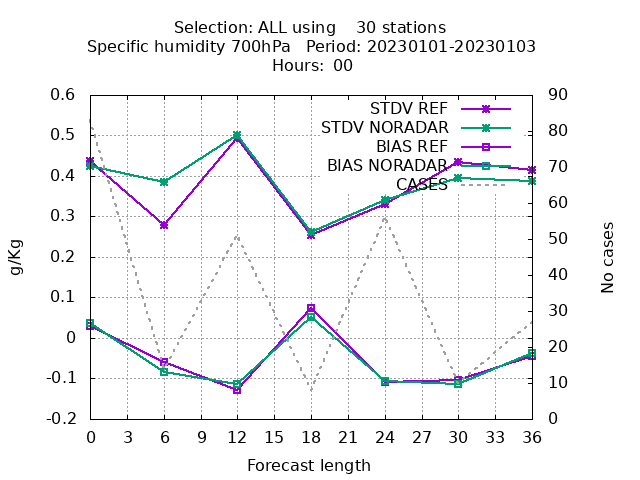 Selection: ALL using    30 stations
Specific humidity 700hPa   Period: 20230101-20230103
Hours:  00
STDV REF
STDV NORADAR
BIAS REF
BIAS NORADAR
CASES
0.6
0.5
0.4
0.3
0.2
0.1
0
-0.1
-0.2
g/Kg
90
80
70
60
50
40
30
20
10
0
No cases
0 3 6 9 12 15 18 21 24 27 30 33 36
Forecast length